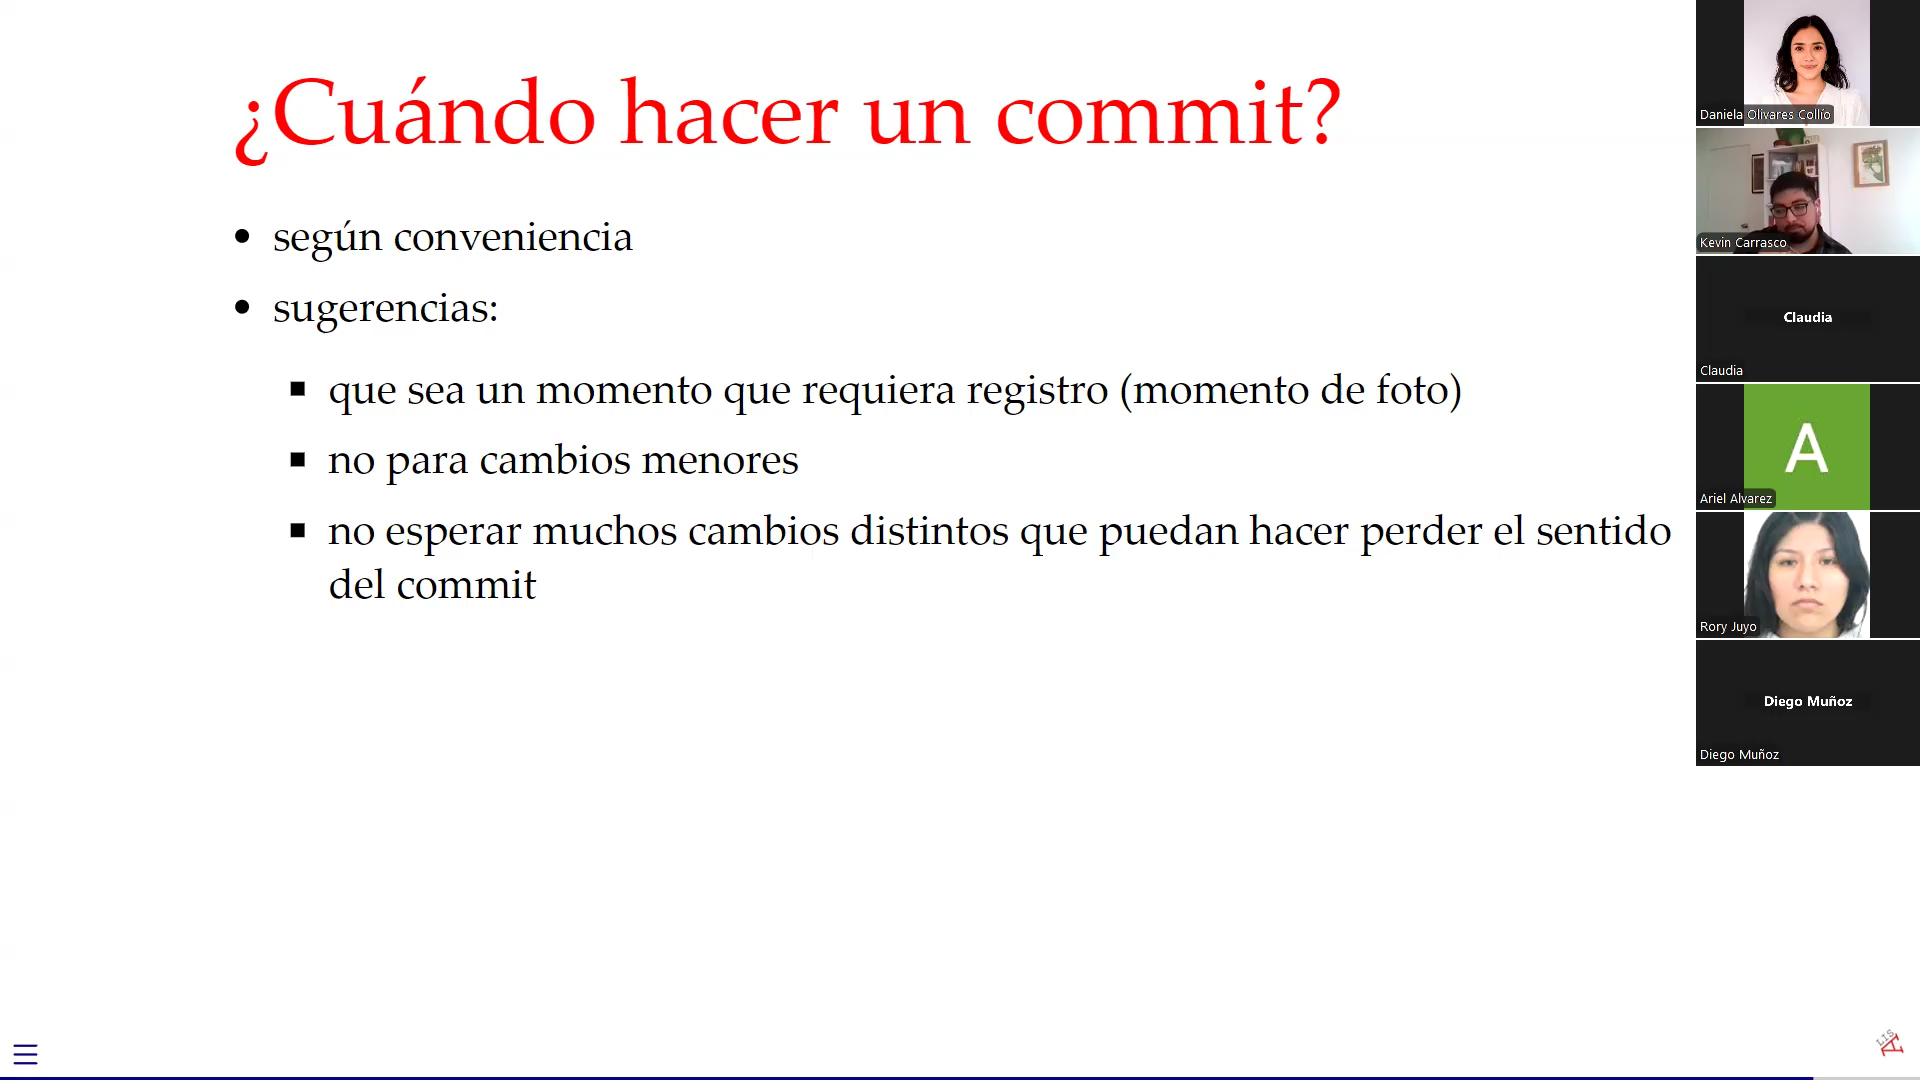 ¿Cuándo hacer un commit?
• según conveniencia
• sugerencias:
▪ que sea un momento que requiera registro (momento de foto)
▪ no para cambios menores
▪ no esperar muchos cambios distintos que puedan hacer perder el sentido
del commit
Daniela Olivares Collío
Kevin Carrasco
Claudia
Claudia
A
Ariel Alvarez
Rory Juyo
Diego Muñoz
Diego Muñoz
LIS
A